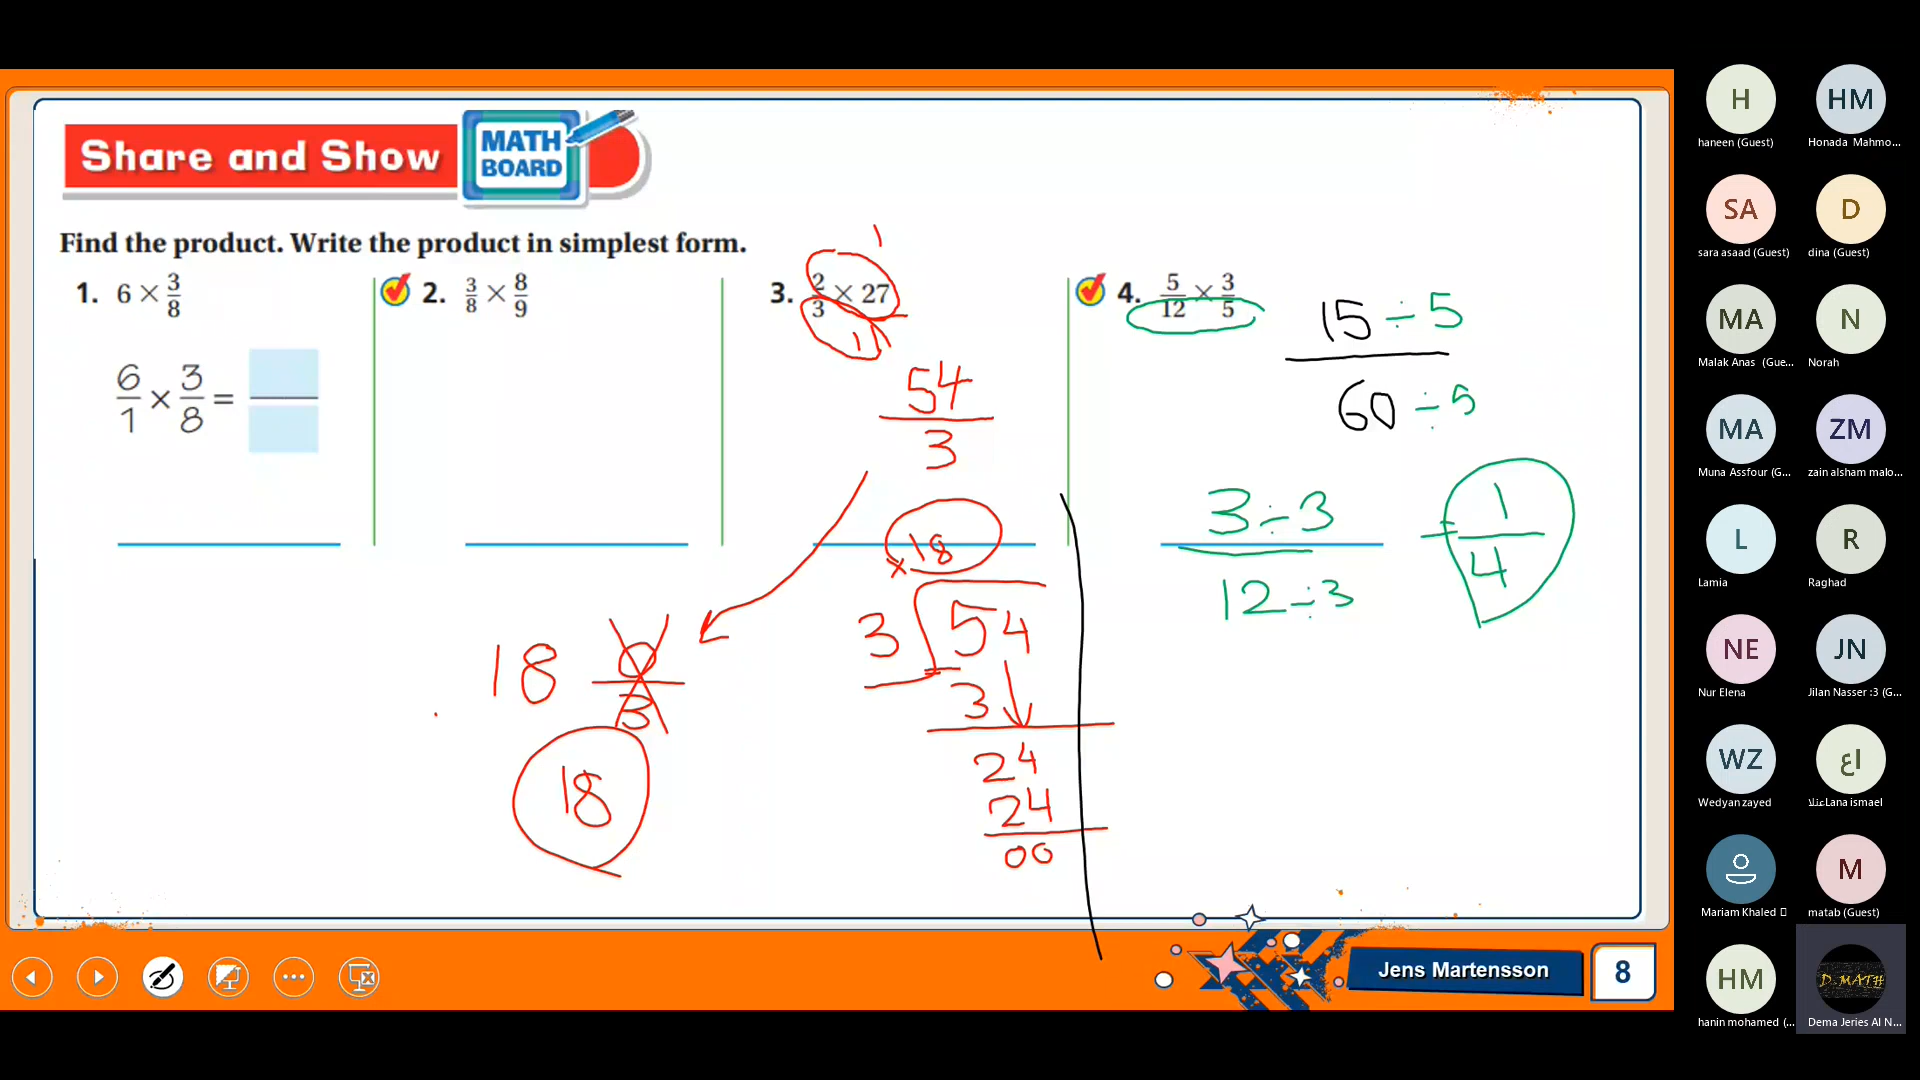 Share and Show
MATH
BOARD
Find the product. Write the product in simplest form.
1. 6 × 3/8
6/1 × 3/8 =
2. 3/8 × 8/9
3. 2/3 × 27
1
1
54
3
18
×
3 54
3
24
24
00
18 0/3
18
4. 5/12 × 3/5
15 ÷ 5
60 ÷ 5
3 ÷ 3
12 ÷ 3
= 1/4
Jens Martensson
8
H
haneen (Guest)
HM
Honada Mahmo...
SA
sara asaad (Guest)
D
dina (Guest)
MA
Malak Anas (Gue...
N
Norah
MA
Muna Assfour (G...
ZM
zain alsham malo...
L
Lamia
R
Raghad
NE
Nur Elena
JN
Jilan Nasser :3 (G...
WZ
Wedyan zayed
اع
Lana ismael
Mariam Khaled
M
matab (Guest)
HM
hanin mohamed (...
D.MATH
Dema Jeries Al N...